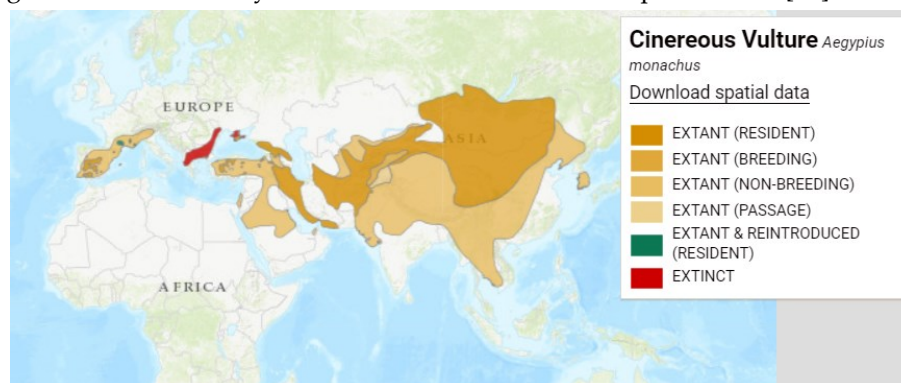 EUROPE
ASIA
AFRICA
Cinereous Vulture Aegypius
monachus
Download spatial data
EXTANT (RESIDENT)
EXTANT (BREEDING)
EXTANT (NON-BREEDING)
EXTANT (PASSAGE)
EXTANT & REINTRODUCED
(RESIDENT)
EXTINCT